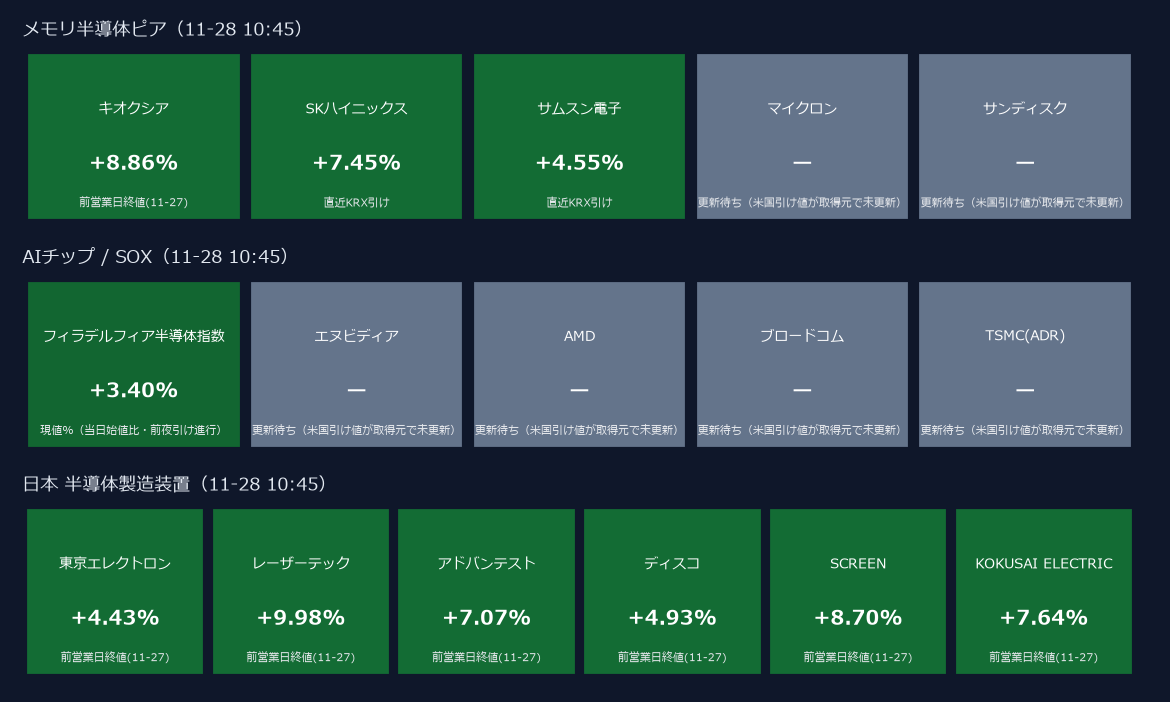 メモリ半導体ピア（11-28 10:45）
キオクシア
+8.86%
前営業日終値(11-27)
SKハイニックス
+7.45%
直近KRX引け
サムスン電子
+4.55%
直近KRX引け
マイクロン
—
更新待ち（米国引け値が取得元で未更新）
サンディスク
—
更新待ち（米国引け値が取得元で未更新）
AIチップ / SOX（11-28 10:45）
フィラデルフィア半導体指数
+3.40%
現値%（当日始値比・前夜引け進行）
エヌビディア
—
更新待ち（米国引け値が取得元で未更新）
AMD
—
更新待ち（米国引け値が取得元で未更新）
ブロードコム
—
更新待ち（米国引け値が取得元で未更新）
TSMC(ADR)
—
更新待ち（米国引け値が取得元で未更新）
日本 半導体製造装置（11-28 10:45）
東京エレクトロン
+4.43%
前営業日終値(11-27)
レーザーテック
+9.98%
前営業日終値(11-27)
アドバンテスト
+7.07%
前営業日終値(11-27)
ディスコ
+4.93%
前営業日終値(11-27)
SCREEN
+8.70%
前営業日終値(11-27)
KOKUSAI ELECTRIC
+7.64%
前営業日終値(11-27)